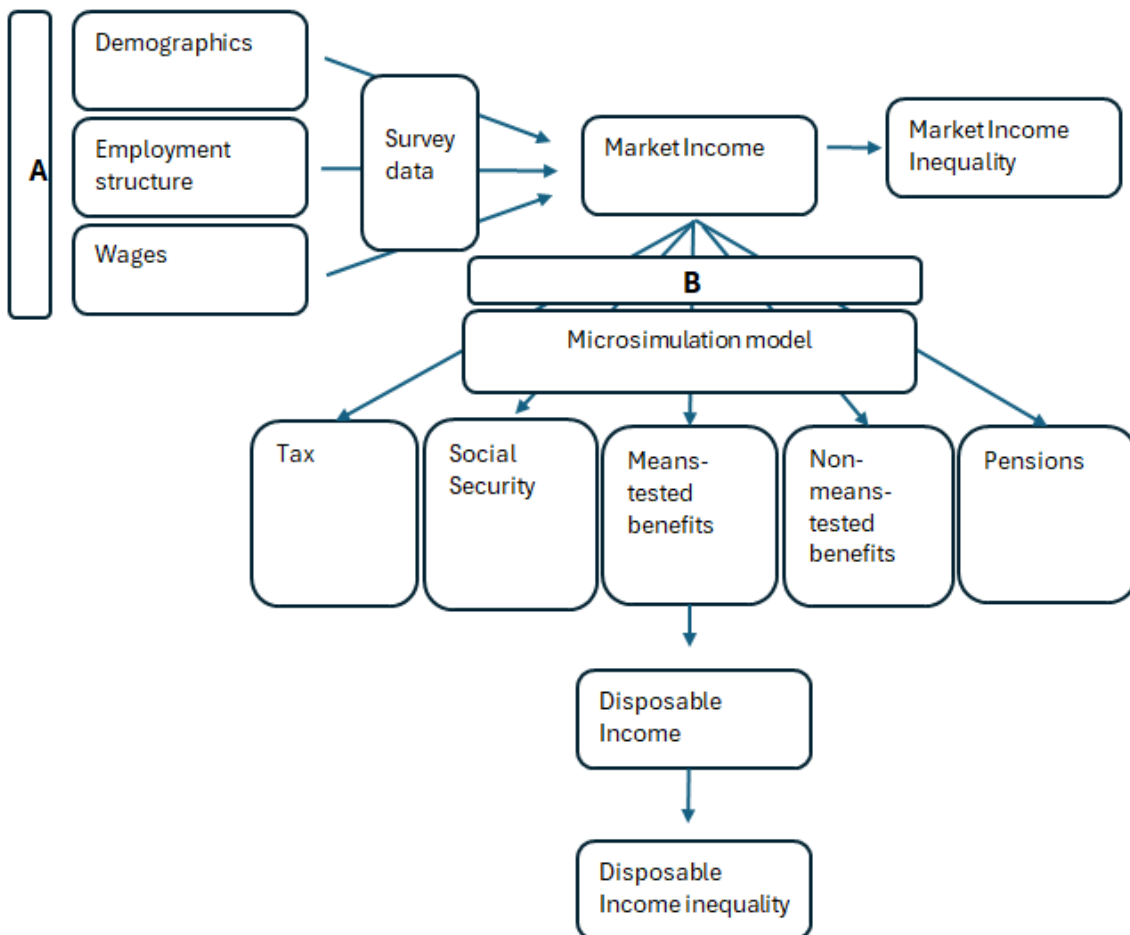 A
Demographics
Employment
structure
Wages
Survey
data
Market Income
Market Income
Inequality
B
Microsimulation model
Tax
Social
Security
Means-
tested
benefits
Non-
means-
tested
benefits
Pensions
Disposable
Income
Disposable
Income inequality